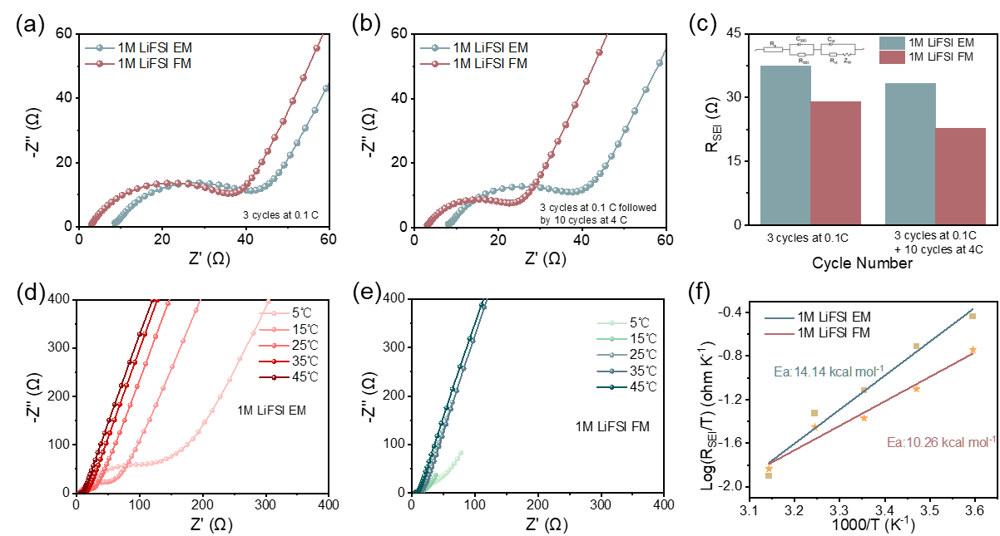 (a)
1M LiFSI EM
1M LiFSI FM
60
40
20
0
-Z'' (Ω)
3 cycles at 0.1 C
0
20
40
60
Z' (Ω)
(b)
1M LiFSI EM
1M LiFSI FM
60
40
20
0
-Z'' (Ω)
3 cycles at 0.1 C followed
by 10 cycles at 4 C
0
20
40
60
Z' (Ω)
(c)
45
30
15
0
RSEI (Ω)
Rs
CSEI
RSEI
Rct
1M LiFSI EM
1M LiFSI FM
3 cycles at 0.1C
3 cycles at 0.1C
+ 10 cycles at 4C
Cycle Number
(d)
400
300
200
100
0
-Z'' (Ω)
5℃
15℃
25℃
35℃
45℃
1M LiFSI EM
0
100
200
300
400
Z' (Ω)
(e)
400
300
200
100
0
-Z'' (Ω)
5℃
15℃
25℃
35℃
45℃
1M LiFSI FM
0
100
200
300
400
Z' (Ω)
(f)
-0.4
-0.8
-1.2
-1.6
-2.0
Log(RSEI/T) (ohm K-1)
1M LiFSI EM
1M LiFSI FM
Ea:14.14 kcal mol-1
Ea:10.26 kcal mol-1
3.1
3.2
3.3
3.4
3.5
3.6
1000/T (K-1)